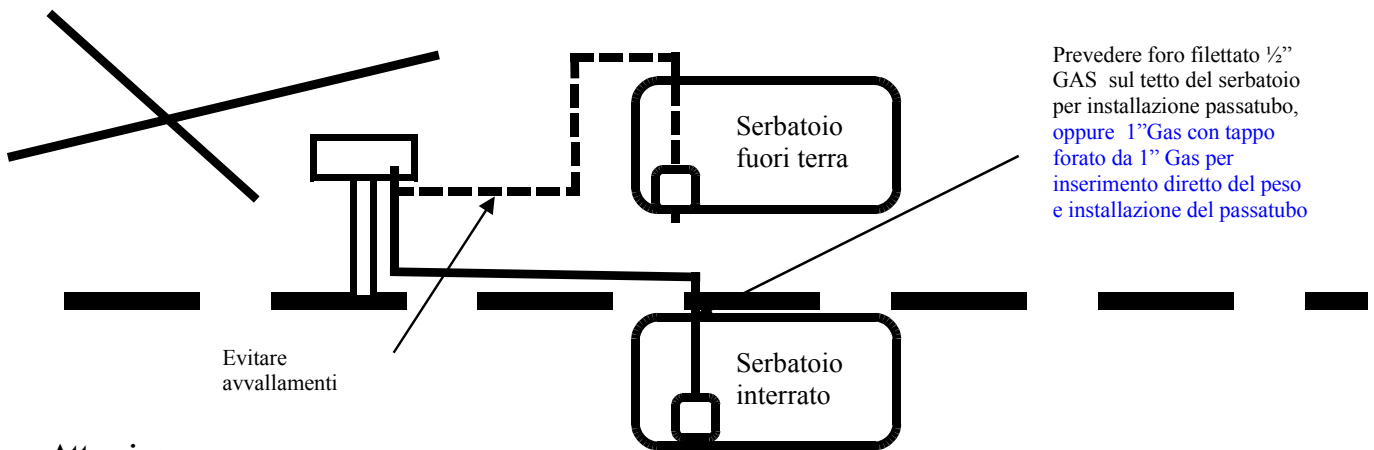 Prevedere foro filettato ½”
GAS sul tetto del serbatoio
per installazione passatubo,
oppure 1”Gas con tappo
forato da 1” Gas per
inserimento diretto del peso
e installazione del passatubo
Serbatoio
fuori terra
Evitare
avvallamenti
Serbatoio
interrato